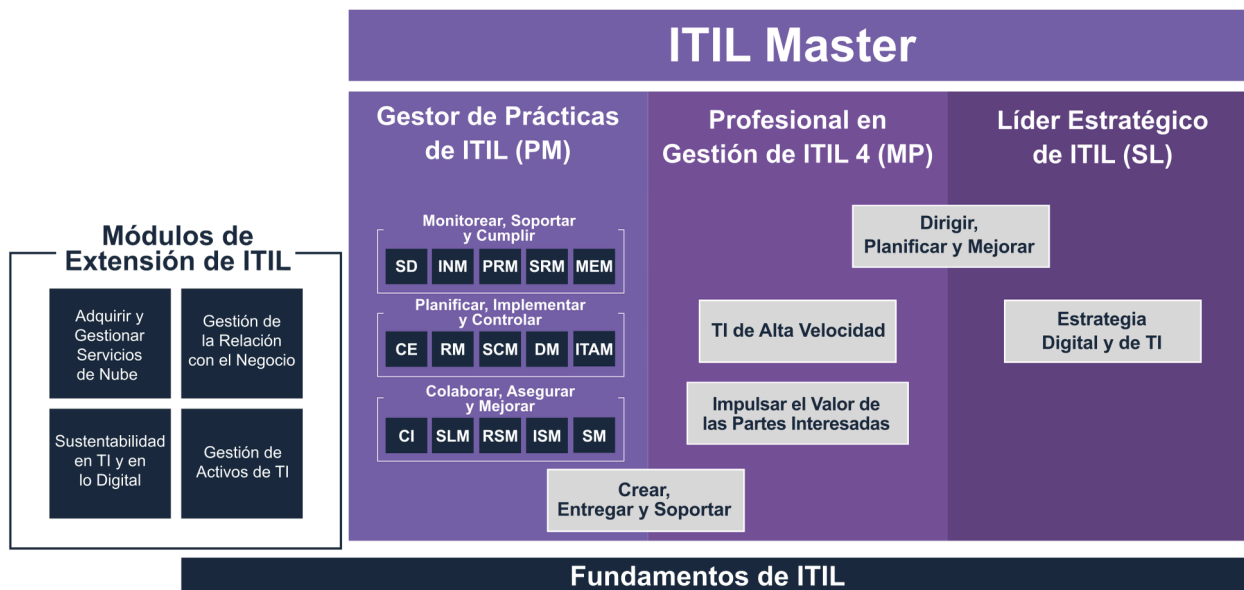 ITIL Master
Gestor de Prácticas
de ITIL (PM)
Monitorear, Soportar
y Cumplir
SD INM PRM SRM MEM
Planificar, Implementar
y Controlar
CE RM SCM DM ITAM
Colaborar, Asegurar
y Mejorar
CI SLM RSM ISM SM
Profesional en
Gestión de ITIL 4 (MP)
Líder Estratégico
de ITIL (SL)
Dirigir,
Planificar y Mejorar
TI de Alta Velocidad
Estrategia
Digital y de TI
Impulsar el Valor de
las Partes Interesadas
Crear,
Entregar y Soportar
Módulos de
Extensión de ITIL
Adquirir y
Gestionar
Servicios
de Nube
Gestión de
la Relación
con el Negocio
Sustentabilidad
en TI y en
lo Digital
Gestión de
Activos de TI
Fundamentos de ITIL